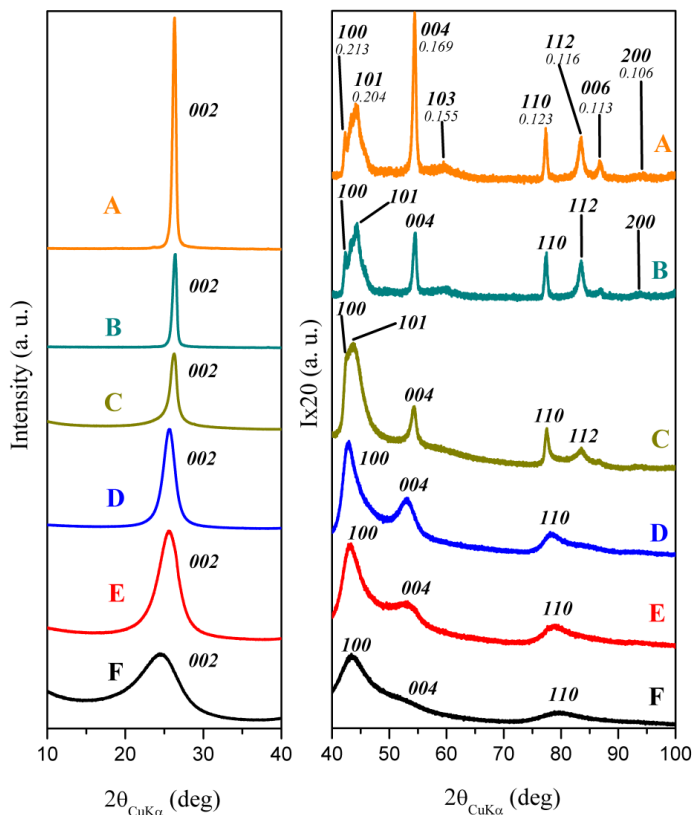 002
A
002
B
002
C
002
D
002
E
002
F
10 20 30 40
2θCuKα (deg)
Intensity (a. u.)
100
0.213
101
0.204
004
0.169
103
0.155
110
0.123
112
0.116
006
0.113
200
0.106
A
100
101
004
110
112
200
B
100
101
004
110
112
C
100
004
110
D
100
004
110
E
100
004
110
F
40 50 60 70 80 90 100
2θCuKα (deg)
Ix20 (a. u.)